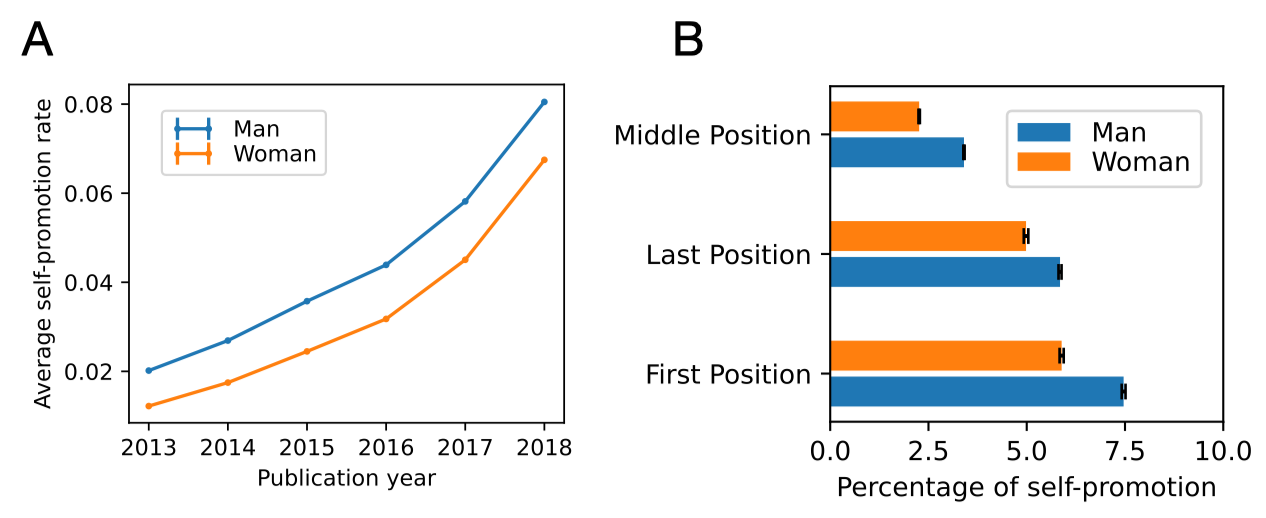 A
Average self-promotion rate
0.08
0.06
0.04
0.02
Man
Woman
2013 2014 2015 2016 2017 2018
Publication year
B
Middle Position
Last Position
First Position
Man
Woman
0.0 2.5 5.0 7.5 10.0
Percentage of self-promotion